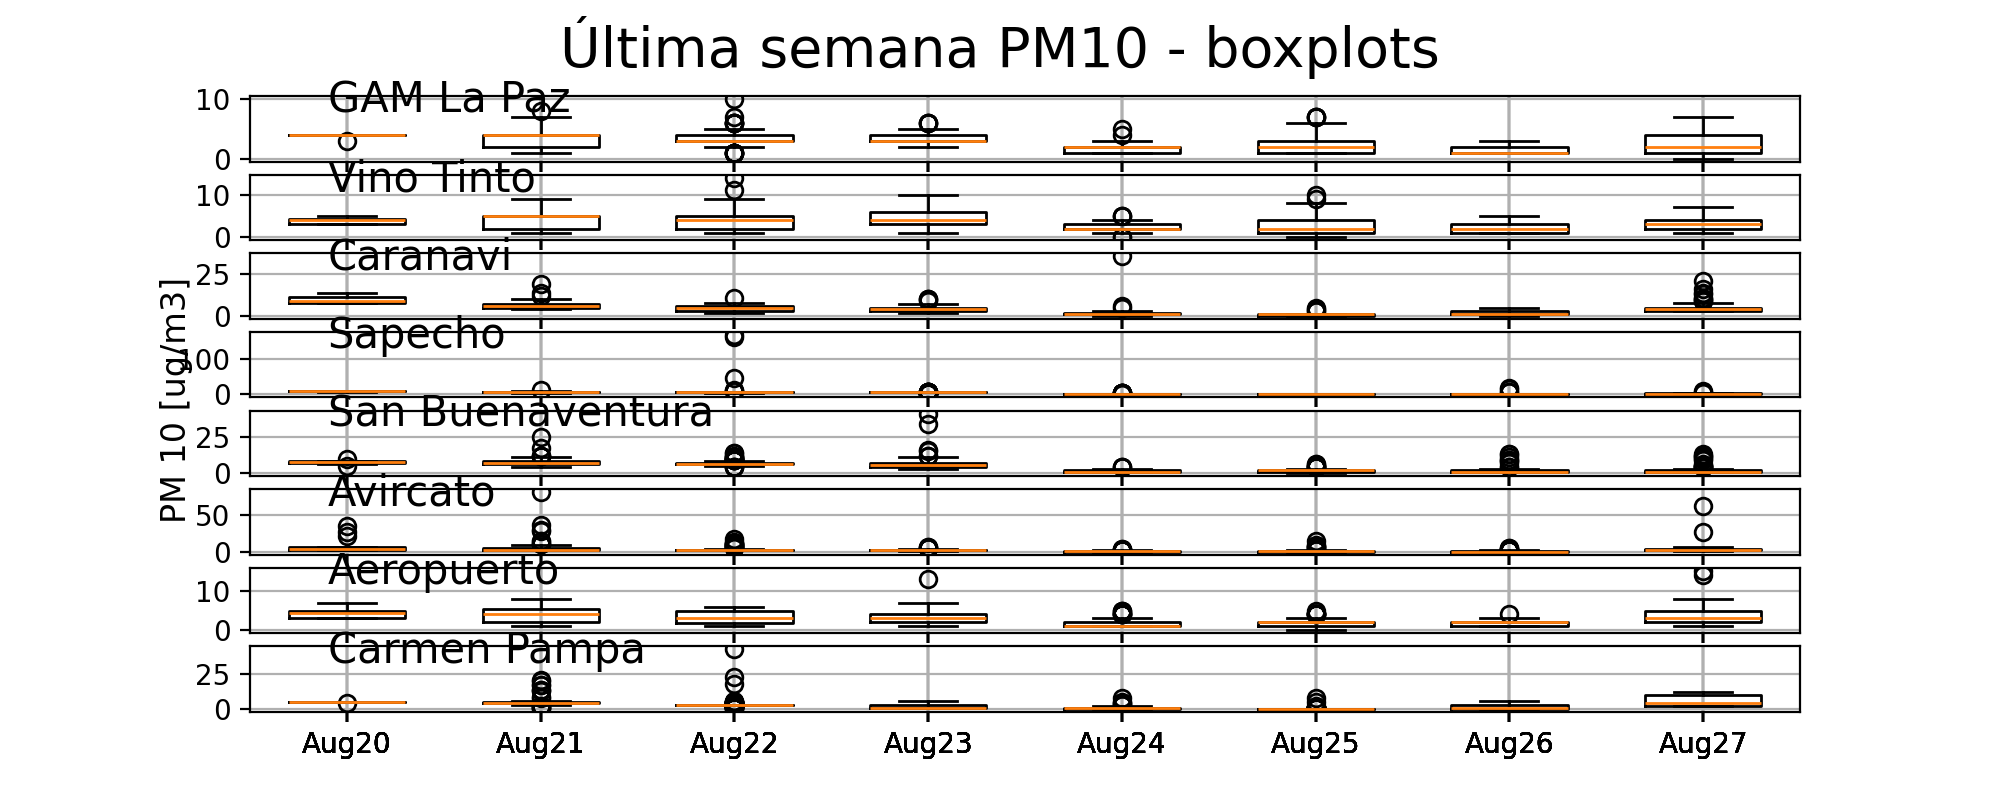 Última semana PM10 - boxplots
GAM La Paz
10
0
Vino Tinto
10
0
Caranavi
25
0
Sapecho
100
0
San Buenaventura
25
0
Avircato
50
0
Aeropuerto
10
0
Carmen Pampa
25
0
PM 10 [ug/m3]
Aug20 Aug21 Aug22 Aug23 Aug24 Aug25 Aug26 Aug27